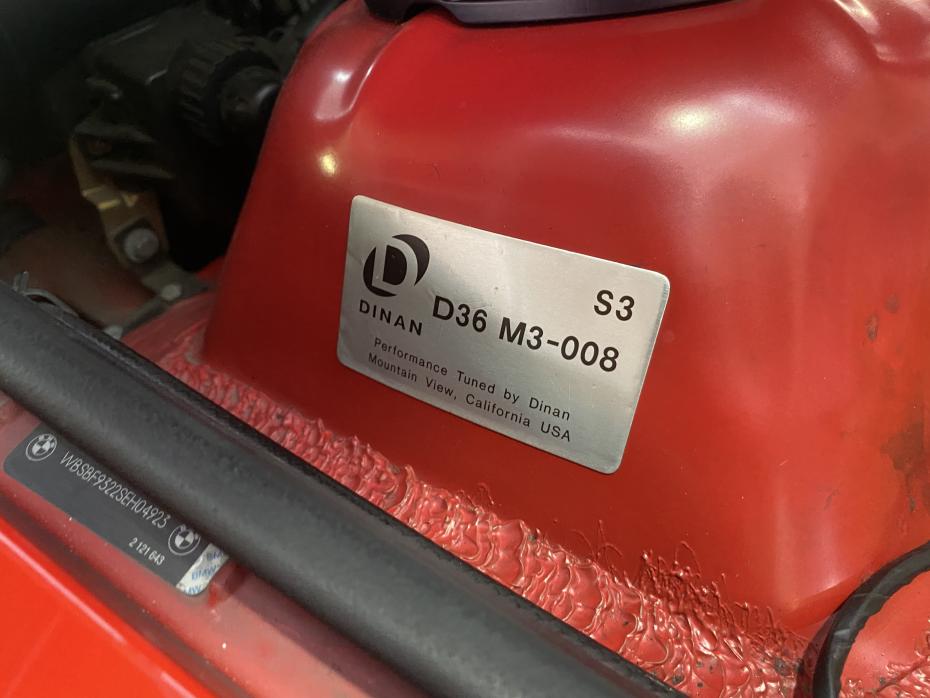 S3
D36 M3-008
DINAN
Performance Tuned by Dinan
Mountain View, California USA
WBSBF9322SEH04923
2 121 643